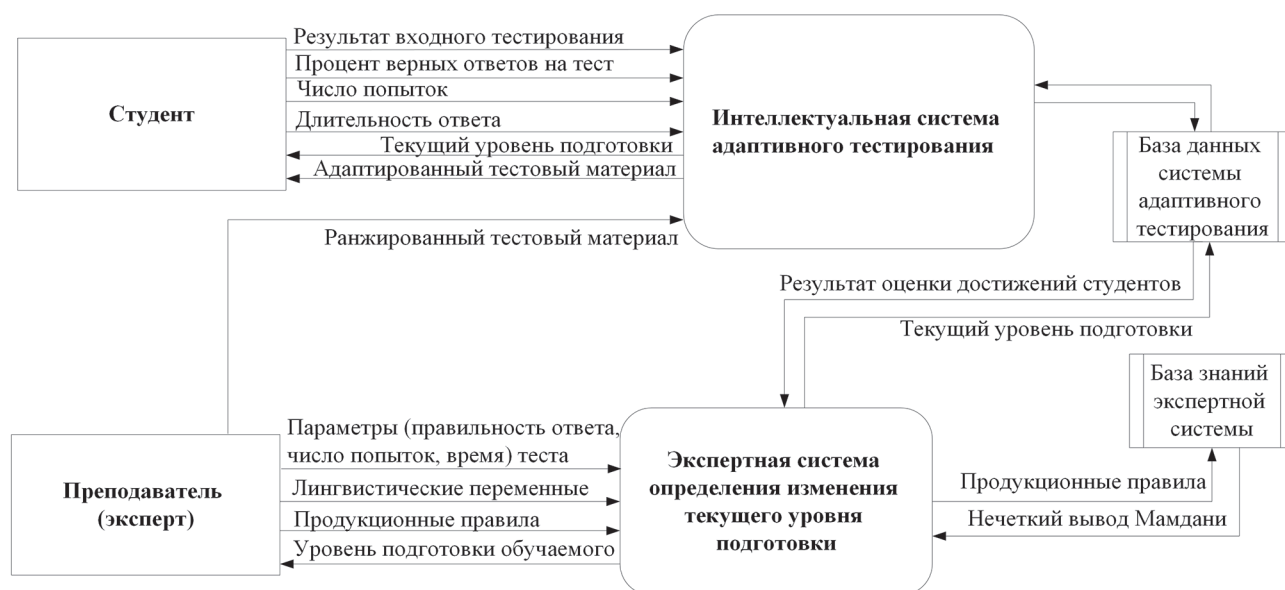 Студент
Результат входного тестирования
Процент верных ответов на тест
Число попыток
Длительность ответа
Текущий уровень подготовки
Адаптированный тестовый материал
Ранжированный тестовый материал
Интеллектуальная система
адаптивного тестирования
База данных
системы
адаптивного
тестирования
Результат оценки достижений студентов
Текущий уровень подготовки
База знаний
экспертной
системы
Преподаватель
(эксперт)
Параметры (правильность ответа,
число попыток, время) теста
Лингвистические переменные
Продукционные правила
Уровень подготовки обучаемого
Экспертная система
определения изменения
текущего уровня
подготовки
Продукционные правила
Нечеткий вывод Мамдани